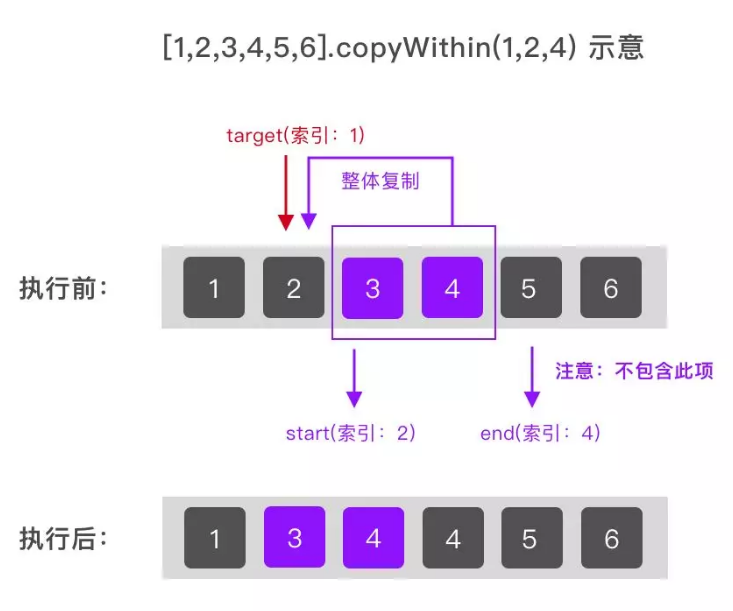 [1,2,3,4,5,6].copyWithin(1,2,4) 示意
target(索引：1)
整体复制
执行前：
1 2 3 4 5 6
注意：不包含此项
start(索引：2) end(索引：4)
执行后：
1 3 4 4 5 6